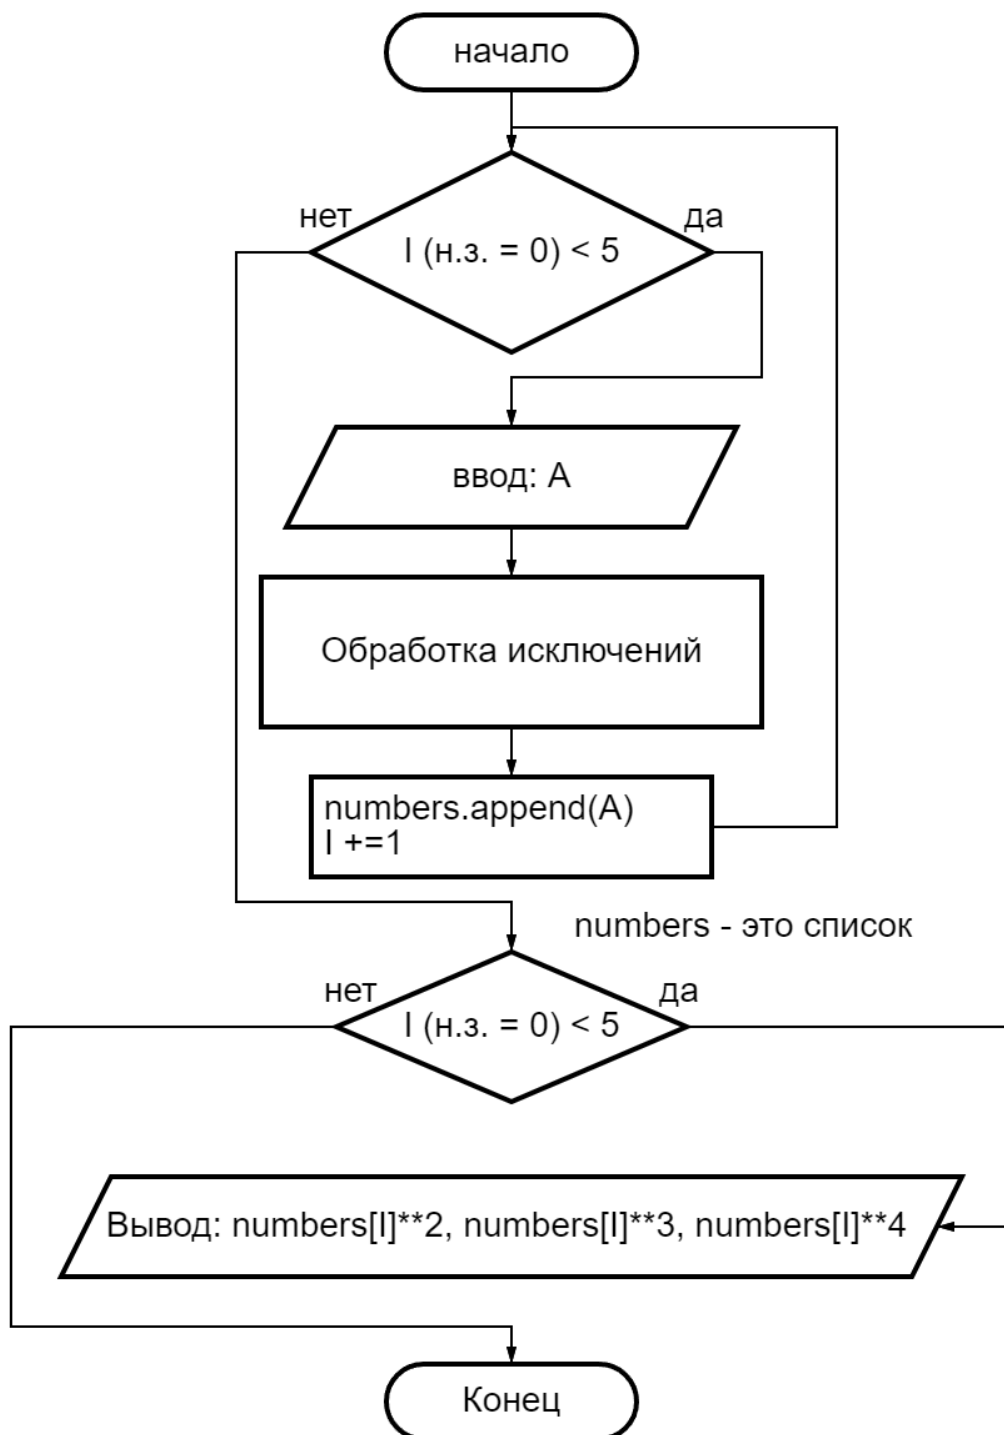 начало
нет
да
I (н.з. = 0) < 5
ввод: А
Обработка исключений
numbers.append(A)
I +=1
numbers - это список
нет
да
I (н.з. = 0) < 5
Вывод: numbers[I]**2, numbers[I]**3, numbers[I]**4
Конец